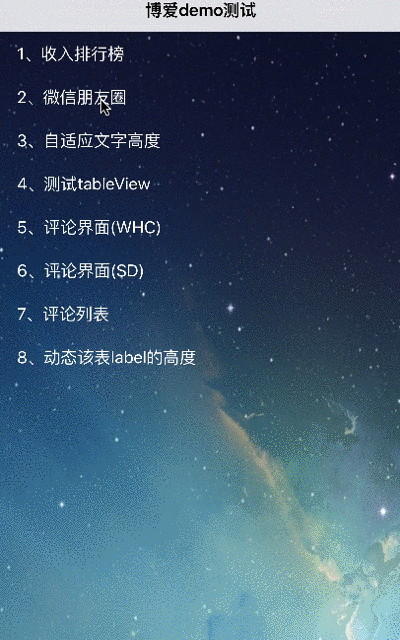 博爱demo测试
1、收入排行榜
2、微信朋友圈
3、自适应文字高度
4、测试tableView
5、评论界面(WHC)
6、评论界面(SD)
7、评论列表
8、动态该表label的高度